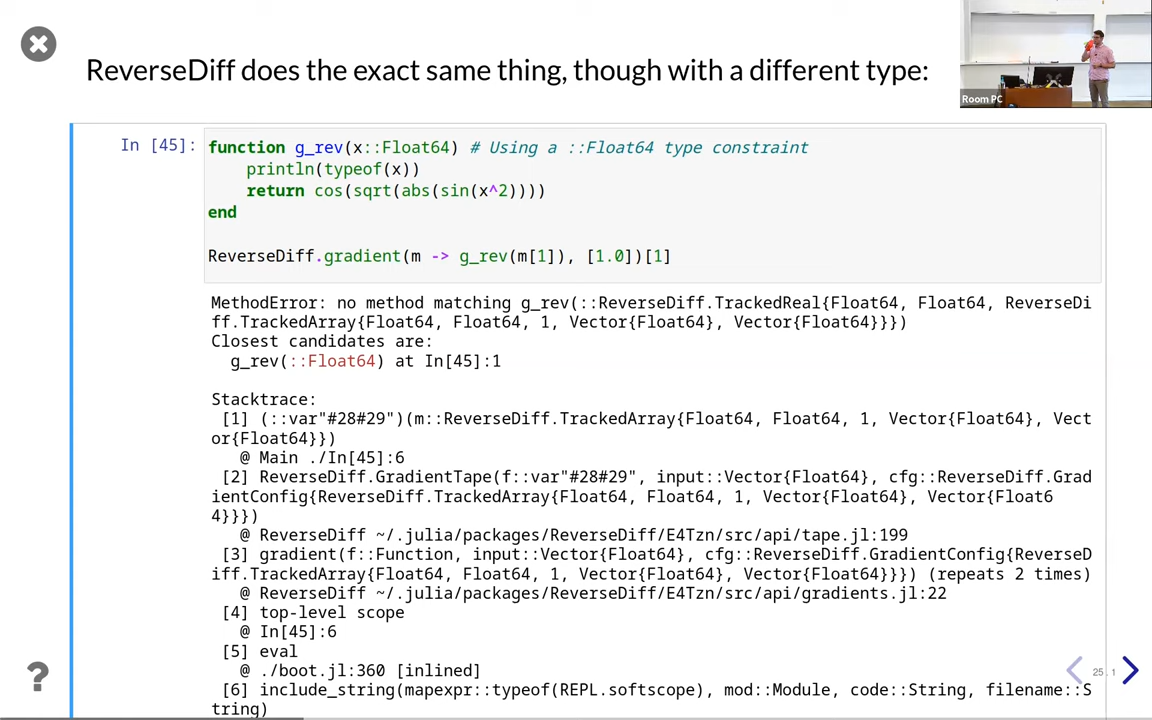 ReverseDiff does the exact same thing, though with a different type:
Room PC
In [45]:
function g_rev(x::Float64) # Using a ::Float64 type constraint
    println(typeof(x))
    return cos(sqrt(abs(sin(x^2))))
end
ReverseDiff.gradient(m -> g_rev(m[1]), [1.0])[1]
MethodError: no method matching g_rev(::ReverseDiff.TrackedReal{Float64, Float64, ReverseDi
ff.TrackedArray{Float64, Float64, 1, Vector{Float64}, Vector{Float64}}})
Closest candidates are:
  g_rev(::Float64) at In[45]:1
Stacktrace:
 [1] (::var"#28#29")(m::ReverseDiff.TrackedArray{Float64, Float64, 1, Vector{Float64}, Vect
or{Float64}})
   @ Main ./In[45]:6
 [2] ReverseDiff.GradientTape(f::var"#28#29", input::Vector{Float64}, cfg::ReverseDiff.Grad
ientConfig{ReverseDiff.TrackedArray{Float64, Float64, 1, Vector{Float64}, Vector{Float6
4}}})
   @ ReverseDiff ~/.julia/packages/ReverseDiff/E4Tzn/src/api/tape.jl:199
 [3] gradient(f::Function, input::Vector{Float64}, cfg::ReverseDiff.GradientConfig{ReverseD
iff.TrackedArray{Float64, Float64, 1, Vector{Float64}, Vector{Float64}}}) (repeats 2 times)
   @ ReverseDiff ~/.julia/packages/ReverseDiff/E4Tzn/src/api/gradients.jl:22
 [4] top-level scope
   @ In[45]:6
 [5] eval
   @ ./boot.jl:360 [inlined]
 [6] include_string(mapexpr::typeof(REPL.softscope), mod::Module, code::String, filename::S
tring)
?
25.1